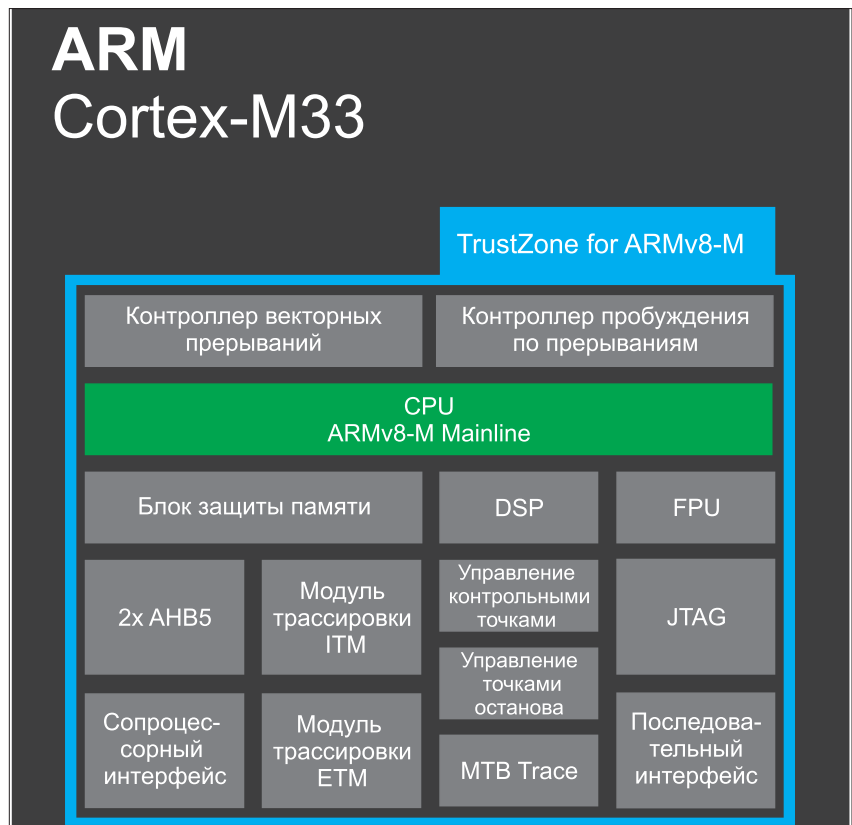 ARM
Cortex-M33
TrustZone for ARMv8-M
Контроллер векторных
прерываний
Контроллер пробуждения
по прерываниям
CPU
ARMv8-M Mainline
Блок защиты памяти
DSP
FPU
2x AHB5
Модуль
трассировки
ITM
Управление
контрольными
точками
JTAG
Управление
точками
останова
Сопроцес-
сорный
интерфейс
Модуль
трассировки
ETM
MTB Trace
Последова-
тельный
интерфейс